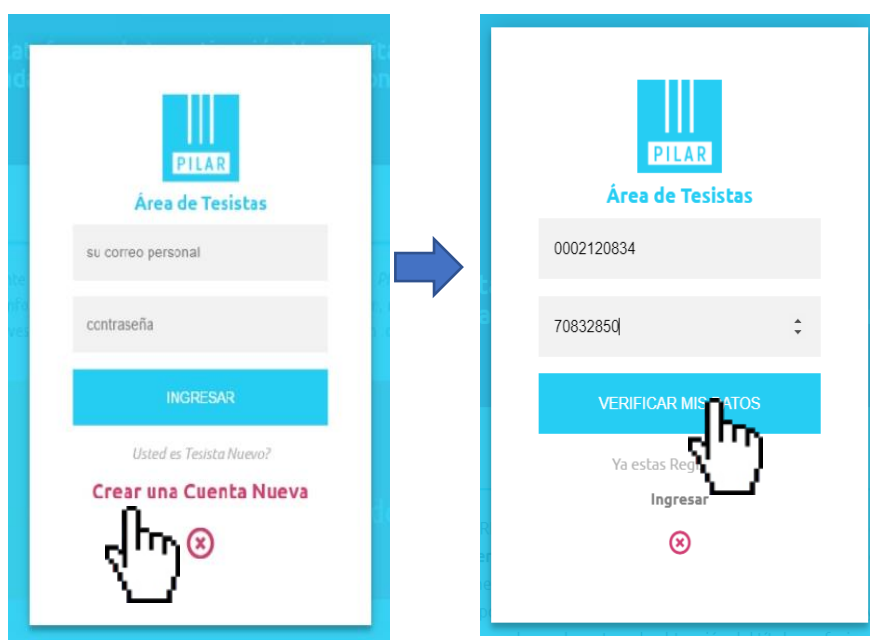 PILAR
Área de Tesistas
su correo personal
contraseña
INGRESAR
Usted es Tesista Nuevo?
Crear una Cuenta Nueva
PILAR
Área de Tesistas
0002120834
70832850
VERIFICAR MIS ATOS
Ya estas Reg
Ingresar